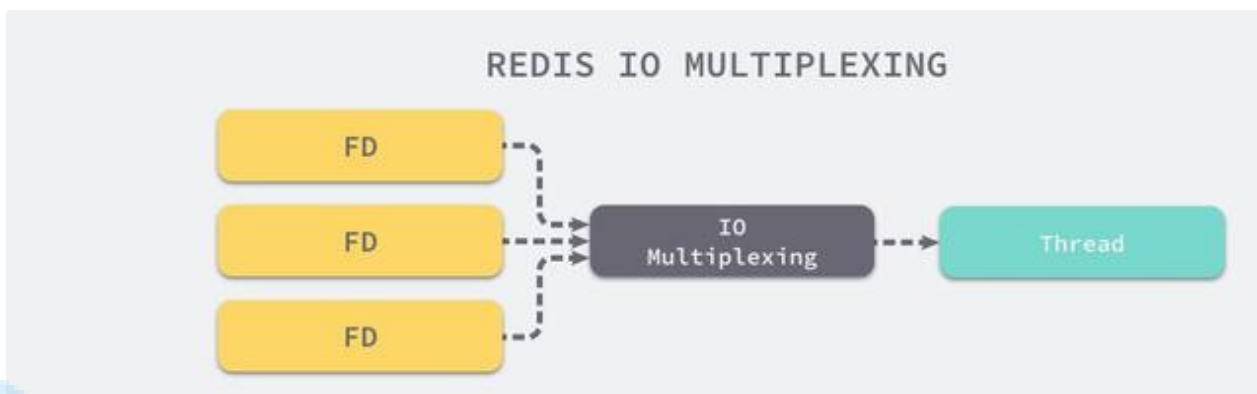 REDIS IO MULTIPLEXING
FD
FD
IO
Multiplexing
Thread
FD